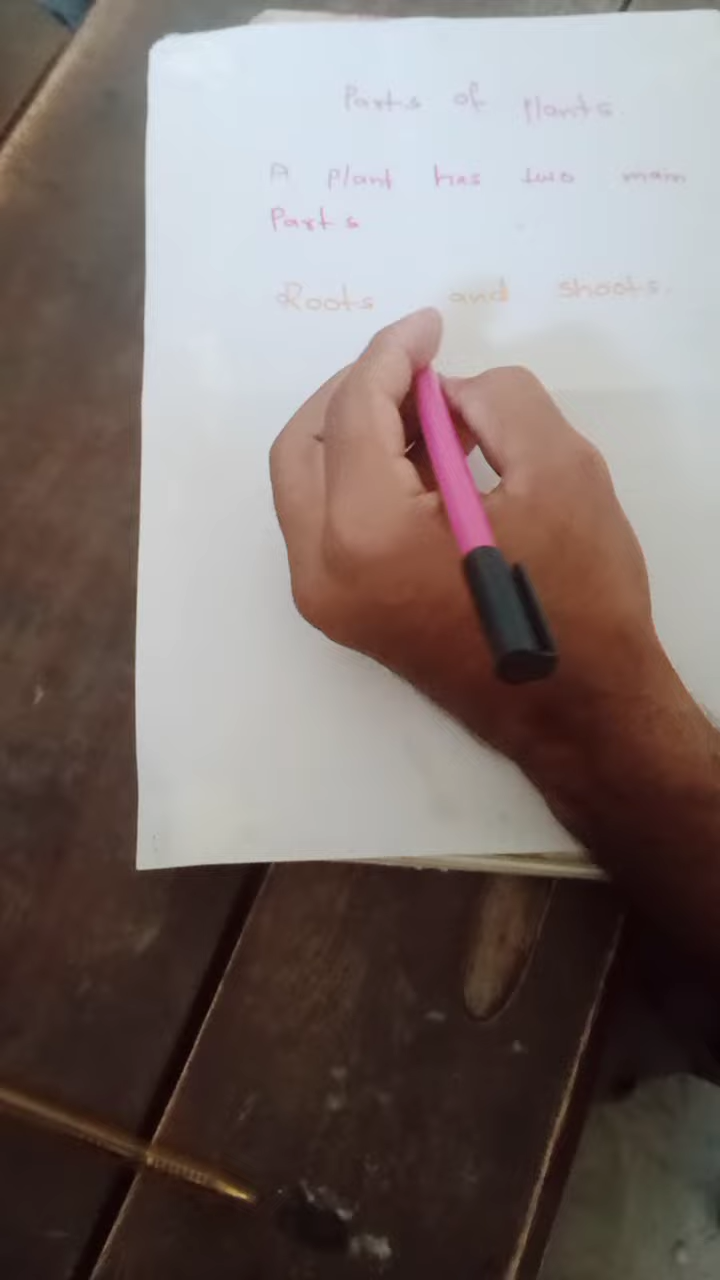 Parts of Plants.
A Plant has two main
Parts
Roots and shoots.